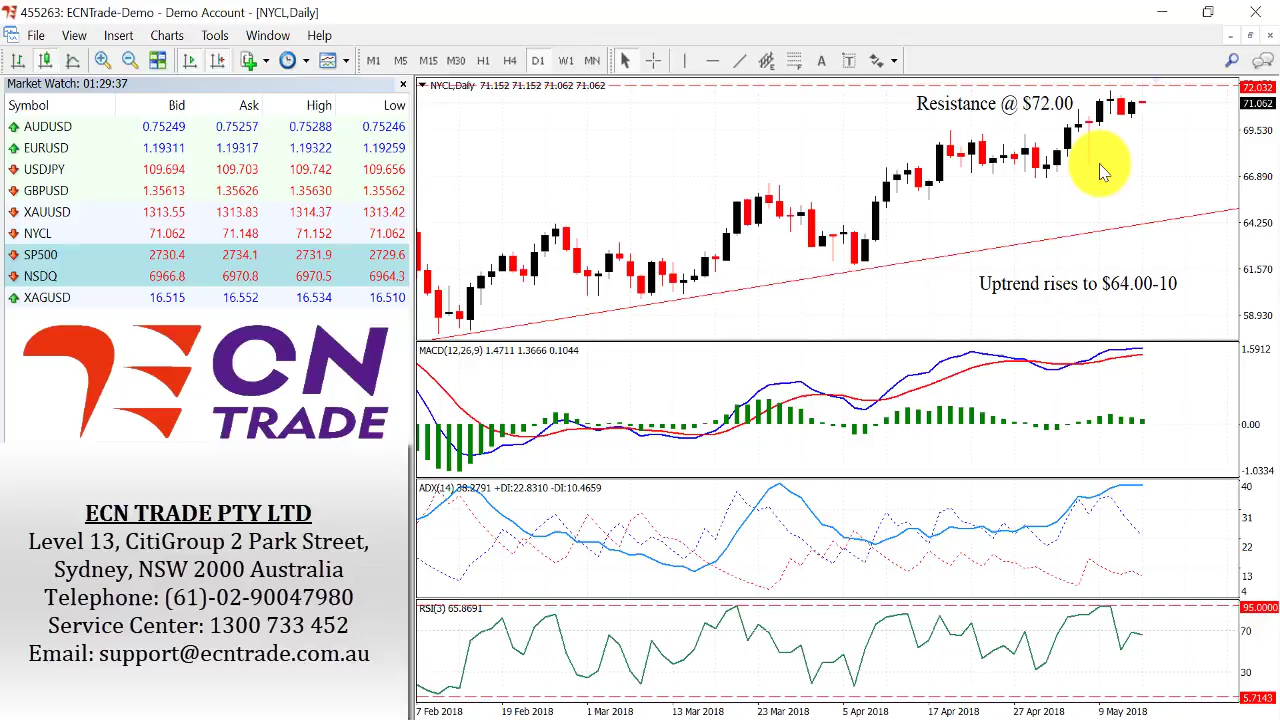 455263: ECNTrade-Demo - Demo Account - [NYCL,Daily]
File View Insert Charts Tools Window Help
M1 M5 M15 M30 H1 H4 D1 W1 MN A T
Market Watch: 01:29:37
Symbol Bid Ask High Low
AUDUSD 0.75249 0.75257 0.75288 0.75246
EURUSD 1.19311 1.19317 1.19322 1.19259
USDJPY 109.694 109.703 109.742 109.656
GBPUSD 1.35613 1.35626 1.35630 1.35562
XAUUSD 1313.55 1313.83 1314.37 1313.42
NYCL 71.062 71.148 71.152 71.062
SP500 2730.4 2734.1 2731.9 2729.6
NSDQ 6966.8 6970.8 6970.5 6964.3
XAGUSD 16.515 16.552 16.534 16.510
ECN
TRADE
ECN TRADE PTY LTD
Level 13, CitiGroup 2 Park Street,
Sydney, NSW 2000 Australia
Telephone: (61)-02-90047980
Service Center: 1300 733 452
Email: support@ecntrade.com.au
NYCL,Daily 71.152 71.152 71.062 71.062
Resistance @ $72.00
Uptrend rises to $64.00-10
72.032
71.062
69.530
66.890
64.250
61.570
58.930
MACD(12,26,9) 1.4711 1.3666 0.1044
1.5912
0.00
-1.0334
ADX(14) 38.2791 +DI:22.8310 -DI:10.4659
40
31
22
13
4
RSI(3) 65.8691
95.0000
70
30
5.7143
7 Feb 2018 19 Feb 2018 1 Mar 2018 13 Mar 2018 23 Mar 2018 5 Apr 2018 17 Apr 2018 27 Apr 2018 9 May 2018